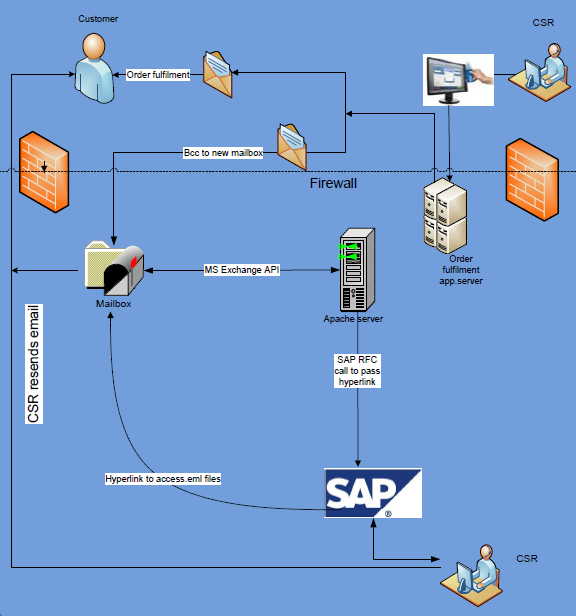 Customer
CSR
Order fulfilment
Bcc to new mailbox
Firewall
Order
fulfilment
app.server
MS Exchange API
Mailbox
Apache server
CSR resends email
SAP RFC
call to pass
hyperlink
Hyperlink to access.eml files
SAP
®
CSR